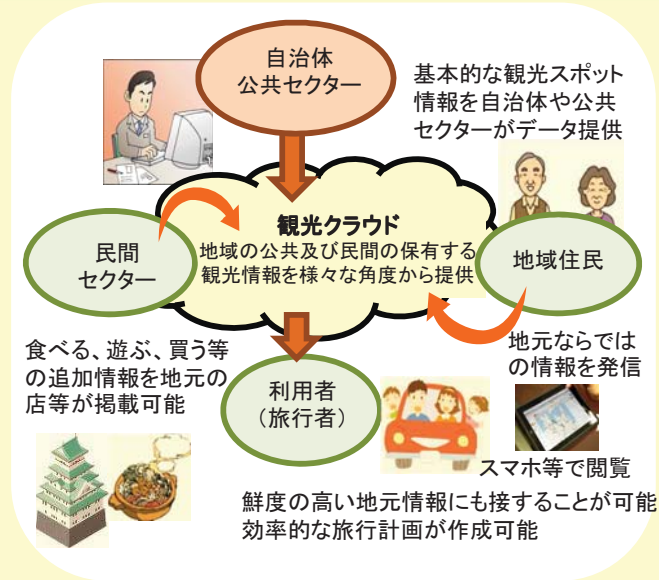 自治体
公共セクター
基本的な観光スポット
情報を自治体や公共
セクターがデータ提供
観光クラウド
地域の公共及び民間の保有する
観光情報を様々な角度から提供
民間
セクター
地域住民
食べる、遊ぶ、買う等
の追加情報を地元の
店等が掲載可能
地元ならでは
の情報を発信
利用者
（旅行者）
スマホ等で閲覧
鮮度の高い地元情報にも接することが可能
効率的な旅行計画が作成可能